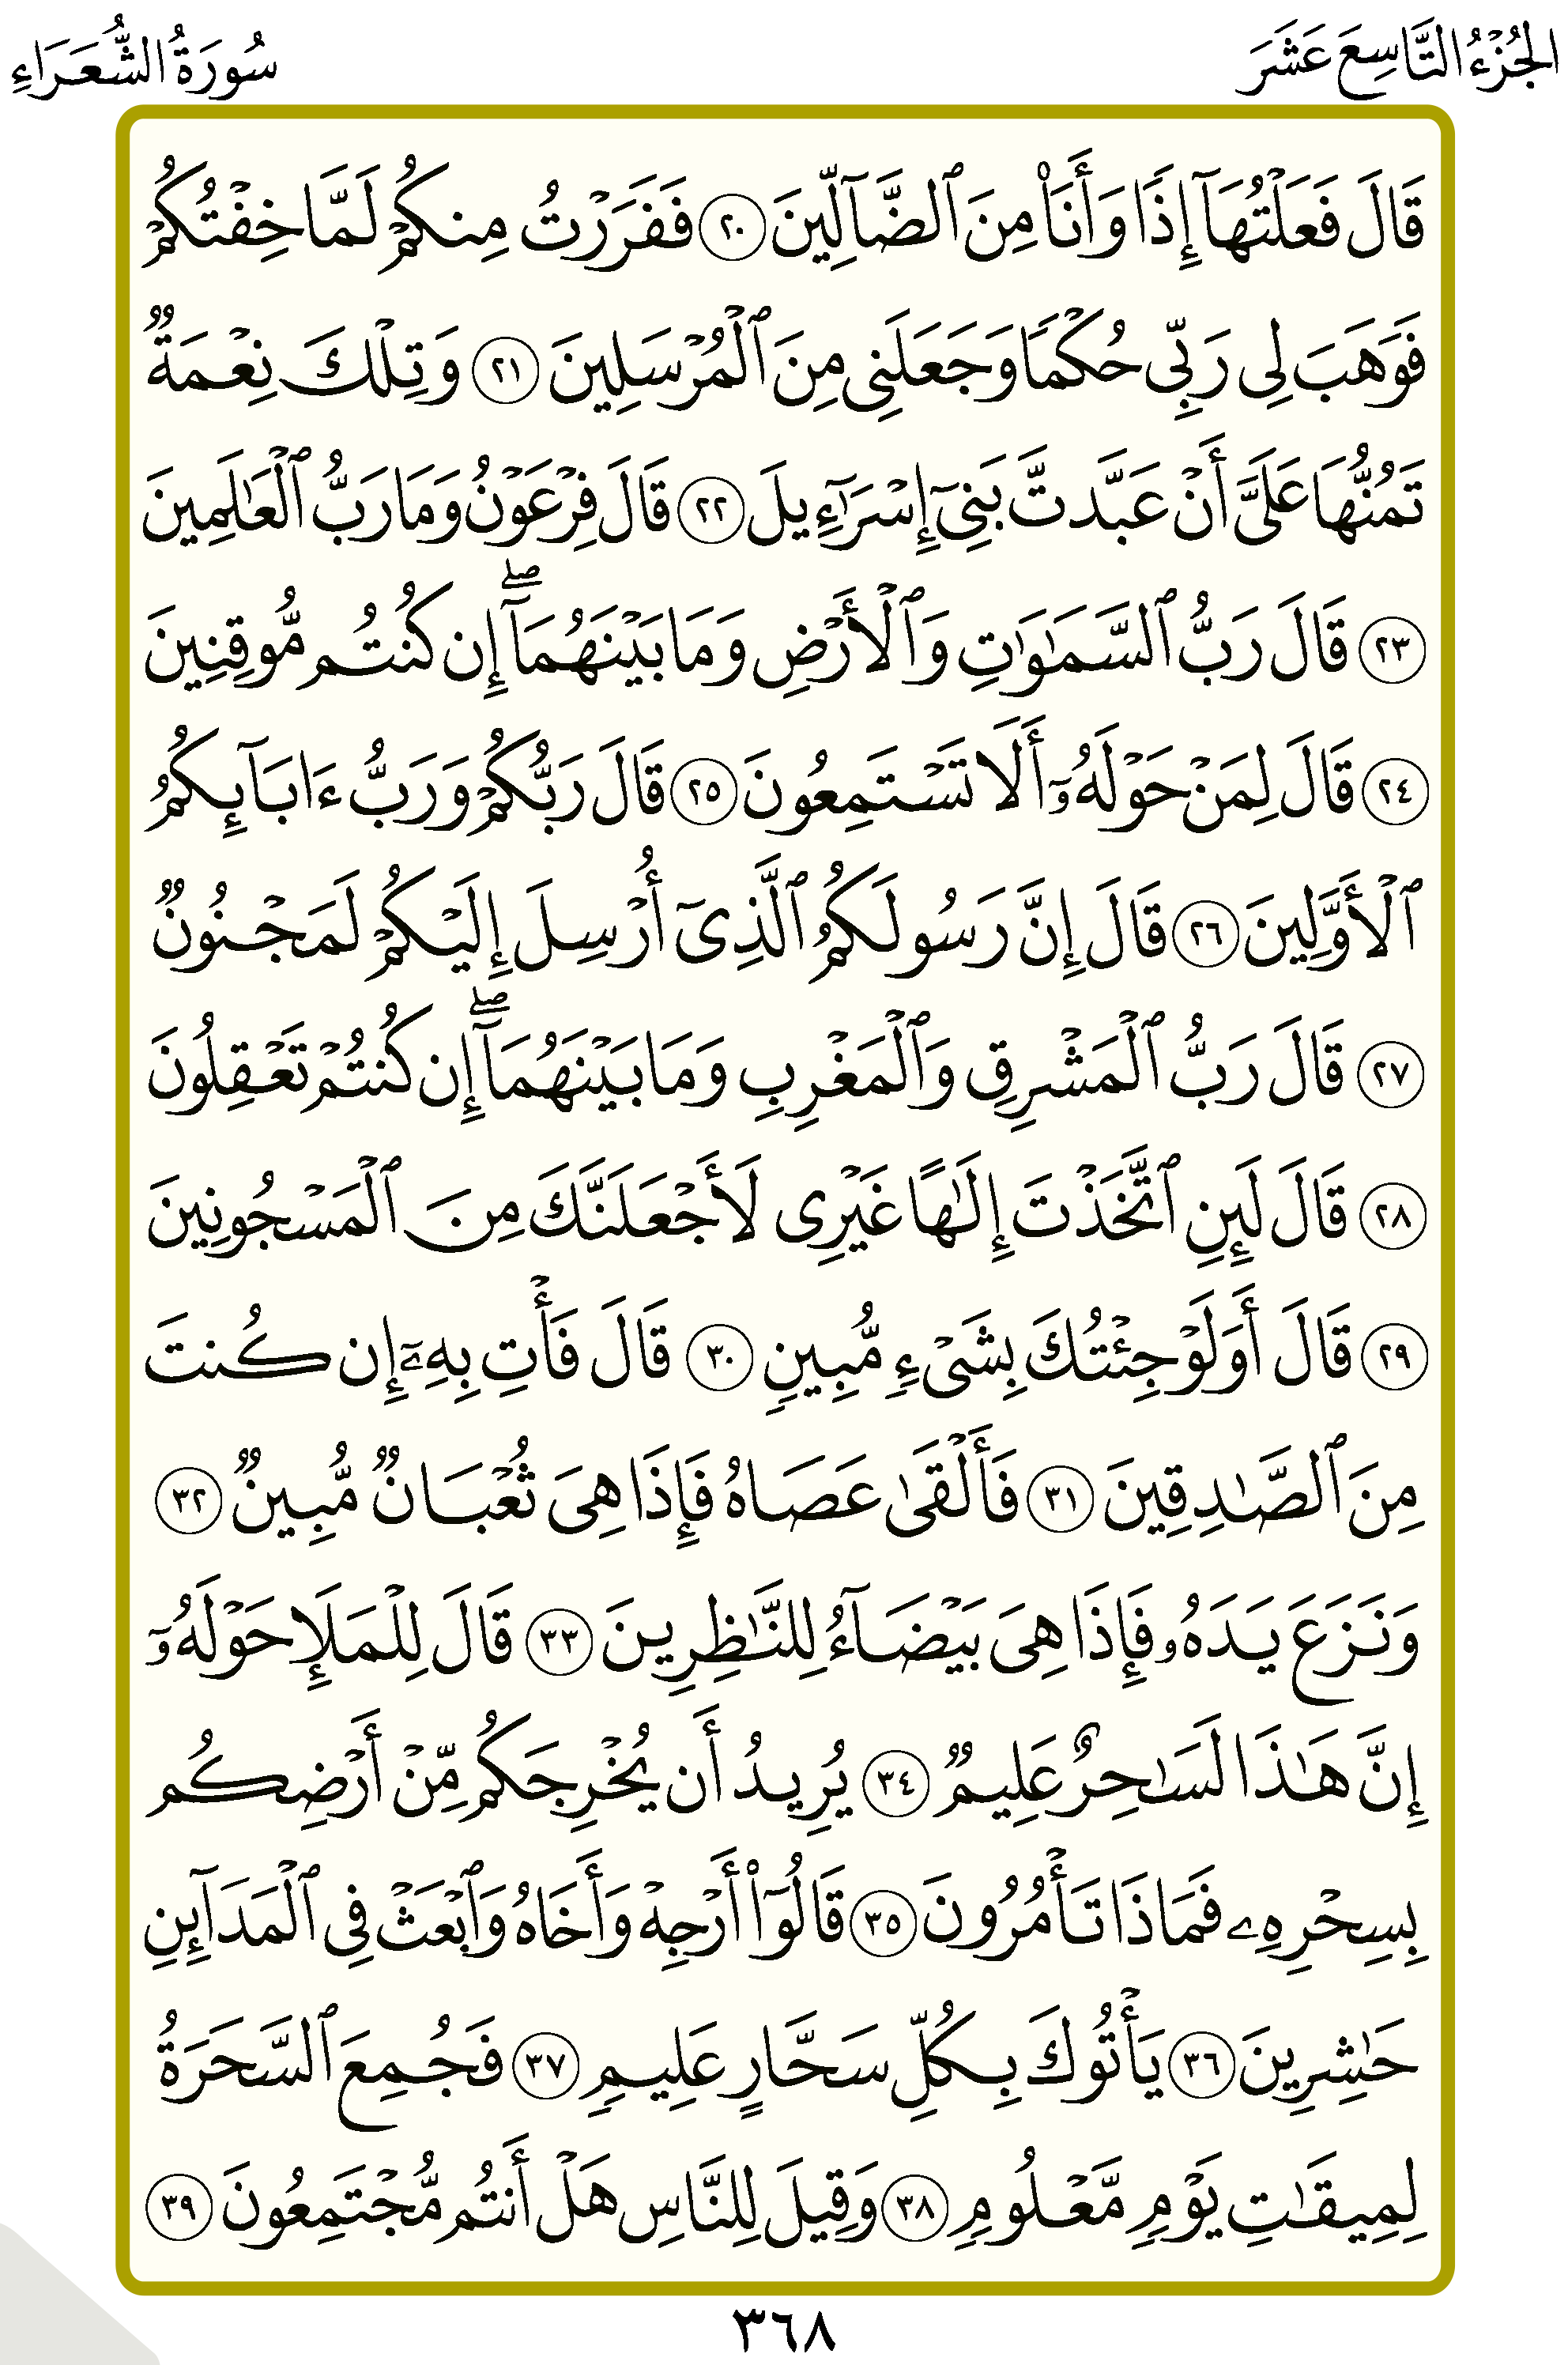 الجُزْءُ التَّاسِعَ عَشَرَ
سُورَةُ الشُّعَرَاءِ
قَالَ فَعَلْتُهَآ إِذًا وَأَنَا۠ مِنَ ٱلضَّآلِّينَ ٢٠ فَفَرَرْتُ مِنكُمْ لَمَّا خِفْتُكُمْ
فَوَهَبَ لِى رَبِّى حُكْمًا وَجَعَلَنِى مِنَ ٱلْمُرْسَلِينَ ٢١ وَتِلْكَ نِعْمَةٌ
تَمُنُّهَا عَلَىَّ أَنْ عَبَّدتَّ بَنِىٓ إِسْرَٰٓءِيلَ ٢٢ قَالَ فِرْعَوْنُ وَمَا رَبُّ ٱلْعَٰلَمِينَ
٢٣ قَالَ رَبُّ ٱلسَّمَٰوَٰتِ وَٱلْأَرْضِ وَمَا بَيْنَهُمَآ ۖ إِن كُنتُم مُّوقِنِينَ
٢٤ قَالَ لِمَنْ حَوْلَهُۥٓ أَلَا تَسْتَمِعُونَ ٢٥ قَالَ رَبُّكُمْ وَرَبُّ ءَابَآئِكُمُ
ٱلْأَوَّلِينَ ٢٦ قَالَ إِنَّ رَسُولَكُمُ ٱلَّذِىٓ أُرْسِلَ إِلَيْكُمْ لَمَجْنُونٌ
٢٧ قَالَ رَبُّ ٱلْمَشْرِقِ وَٱلْمَغْرِبِ وَمَا بَيْنَهُمَآ ۖ إِن كُنتُمْ تَعْقِلُونَ
٢٨ قَالَ لَئِنِ ٱتَّخَذْتَ إِلَٰهًا غَيْرِى لَأَجْعَلَنَّكَ مِنَ ٱلْمَسْجُونِينَ
٢٩ قَالَ أَوَلَوْ جِئْتُكَ بِشَىْءٍ مُّبِينٍ ٣٠ قَالَ فَأْتِ بِهِۦٓ إِن كُنتَ
مِنَ ٱلصَّٰدِقِينَ ٣١ فَأَلْقَىٰ عَصَاهُ فَإِذَا هِىَ ثُعْبَانٌ مُّبِينٌ ٣٢
وَنَزَعَ يَدَهُۥ فَإِذَا هِىَ بَيْضَآءُ لِلنَّٰظِرِينَ ٣٣ قَالَ لِلْمَلَإِ حَوْلَهُۥٓ
إِنَّ هَٰذَا لَسَٰحِرٌ عَلِيمٌ ٣٤ يُرِيدُ أَن يُخْرِجَكُم مِّنْ أَرْضِكُم
بِسِحْرِهِۦ فَمَاذَا تَأْمُرُونَ ٣٥ قَالُوٓا۟ أَرْجِهْ وَأَخَاهُ وَٱبْعَثْ فِى ٱلْمَدَآئِنِ
حَٰشِرِينَ ٣٦ يَأْتُوكَ بِكُلِّ سَحَّارٍ عَلِيمٍ ٣٧ فَجُمِعَ ٱلسَّحَرَةُ
لِمِيقَٰتِ يَوْمٍ مَّعْلُومٍ ٣٨ وَقِيلَ لِلنَّاسِ هَلْ أَنتُم مُّجْتَمِعُونَ ٣٩
٣٦٨